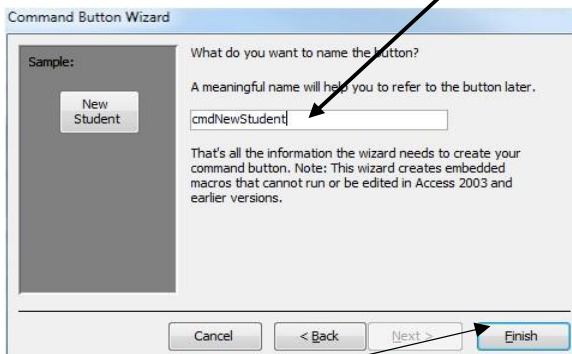 Command Button Wizard
Sample:
New
Student
What do you want to name the button?
A meaningful name will help you to refer to the button later.
cmdNewStudent
That's all the information the wizard needs to create your
command button. Note: This wizard creates embedded
macros that cannot run or be edited in Access 2003 and
earlier versions.
Cancel
< Back
Next >
Finish